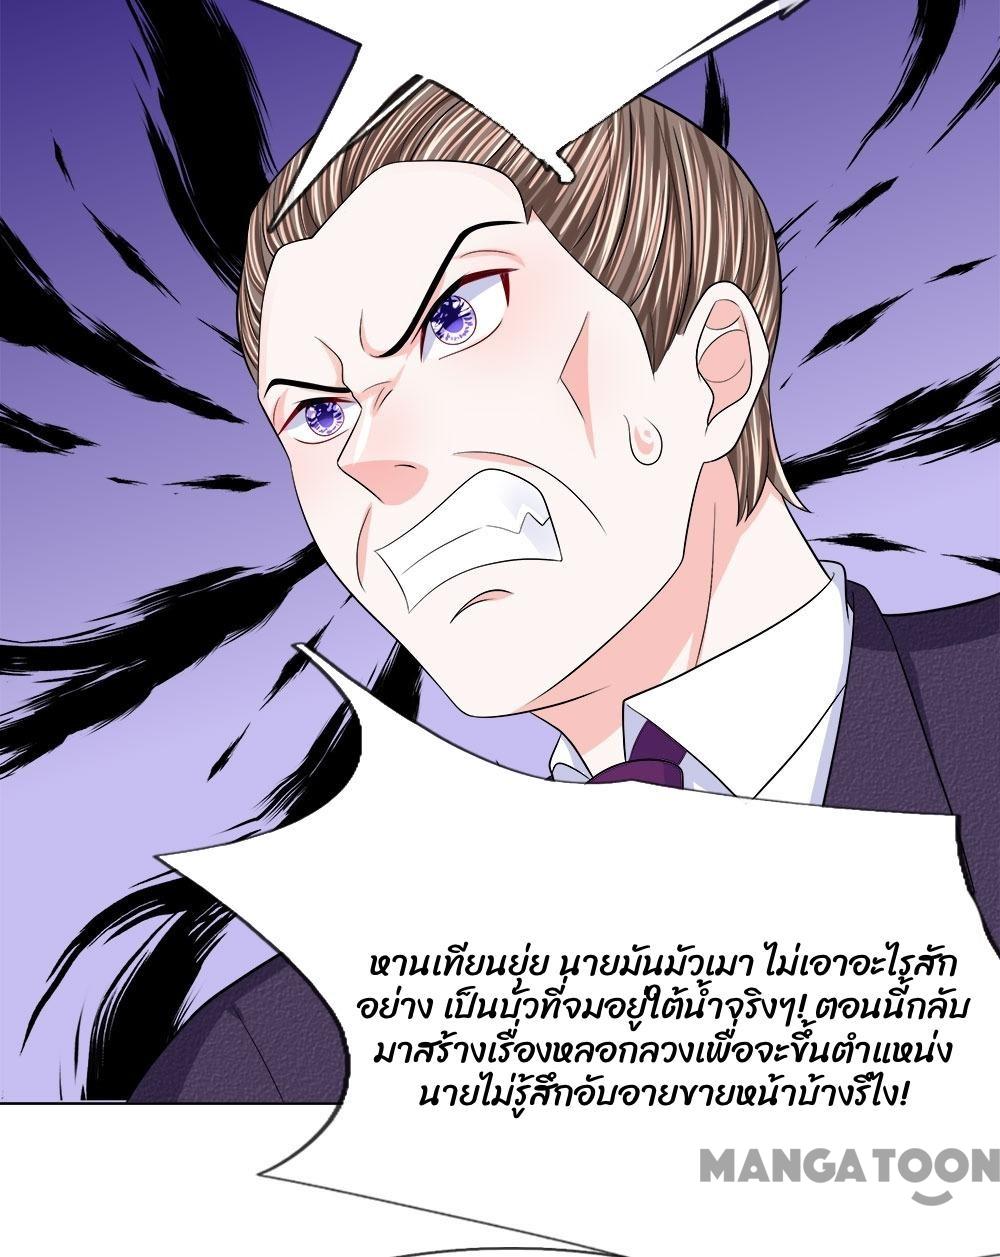 หานเทียนยุ่ย นายมันมัวเมา ไม่เอาอะไรสัก
อย่าง เป็นบัวที่จมอยู่ใต้น้ำจริงๆ! ตอนนี้กลับ
มาสร้างเรื่องหลอกลวงเพื่อจะขึ้นตำแหน่ง
นายไม่รู้สึกอับอายขายหน้าบ้างรึไง!
MANGATOON